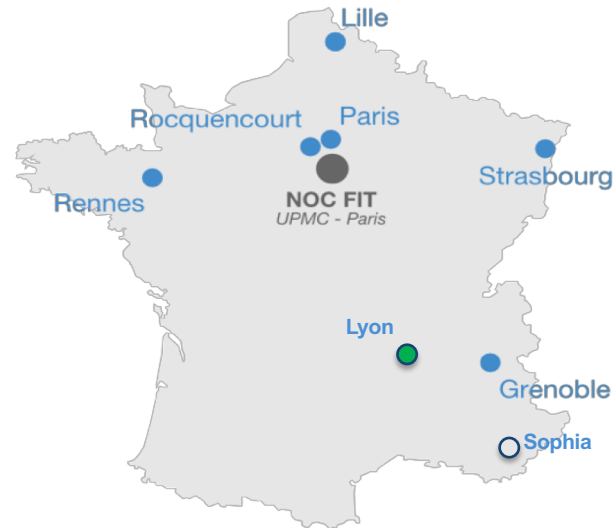 Lille
Rocquencourt
Paris
Strasbourg
Rennes
NOC FIT
UPMC - Paris
Lyon
Grenoble
Sophia